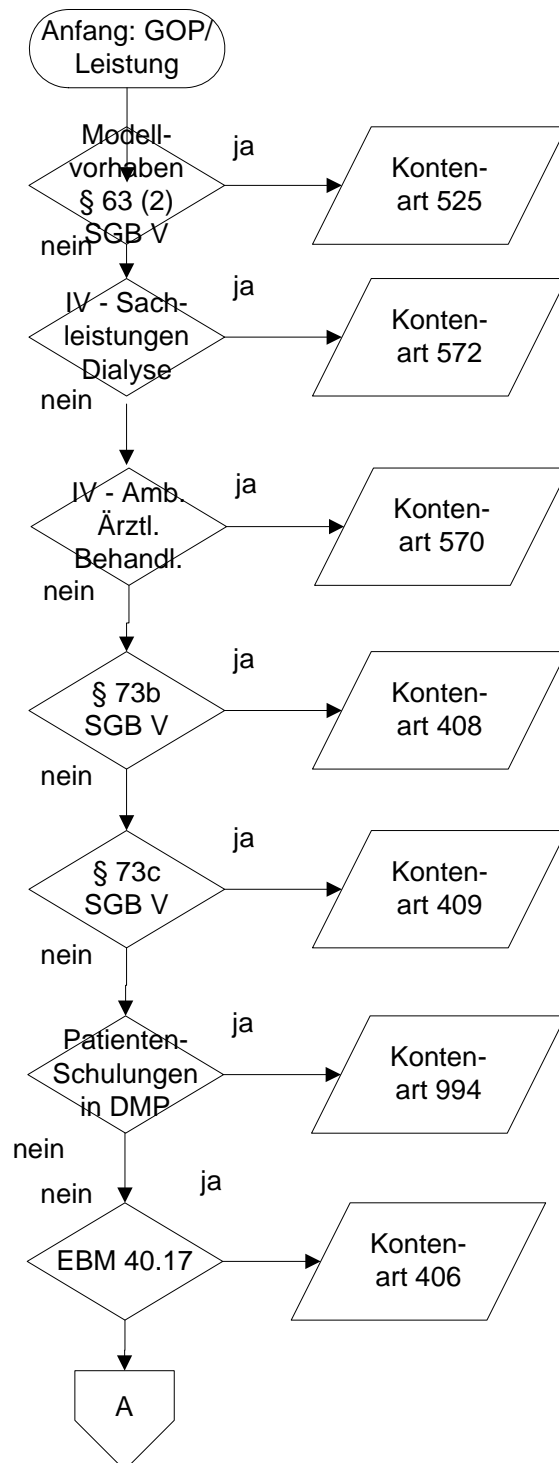 Anfang: GOP/
Leistung
Modell-
vorhaben
§ 63 (2)
SGB V
ja
Konten-
art 525
nein
IV - Sach-
leistungen
Dialyse
ja
Konten-
art 572
nein
IV - Amb.
Ärztl.
Behandl.
ja
Konten-
art 570
nein
§ 73b
SGB V
ja
Konten-
art 408
nein
§ 73c
SGB V
ja
Konten-
art 409
nein
Patienten-
Schulungen
in DMP
ja
Konten-
art 994
nein
nein
ja
EBM 40.17
Konten-
art 406
A